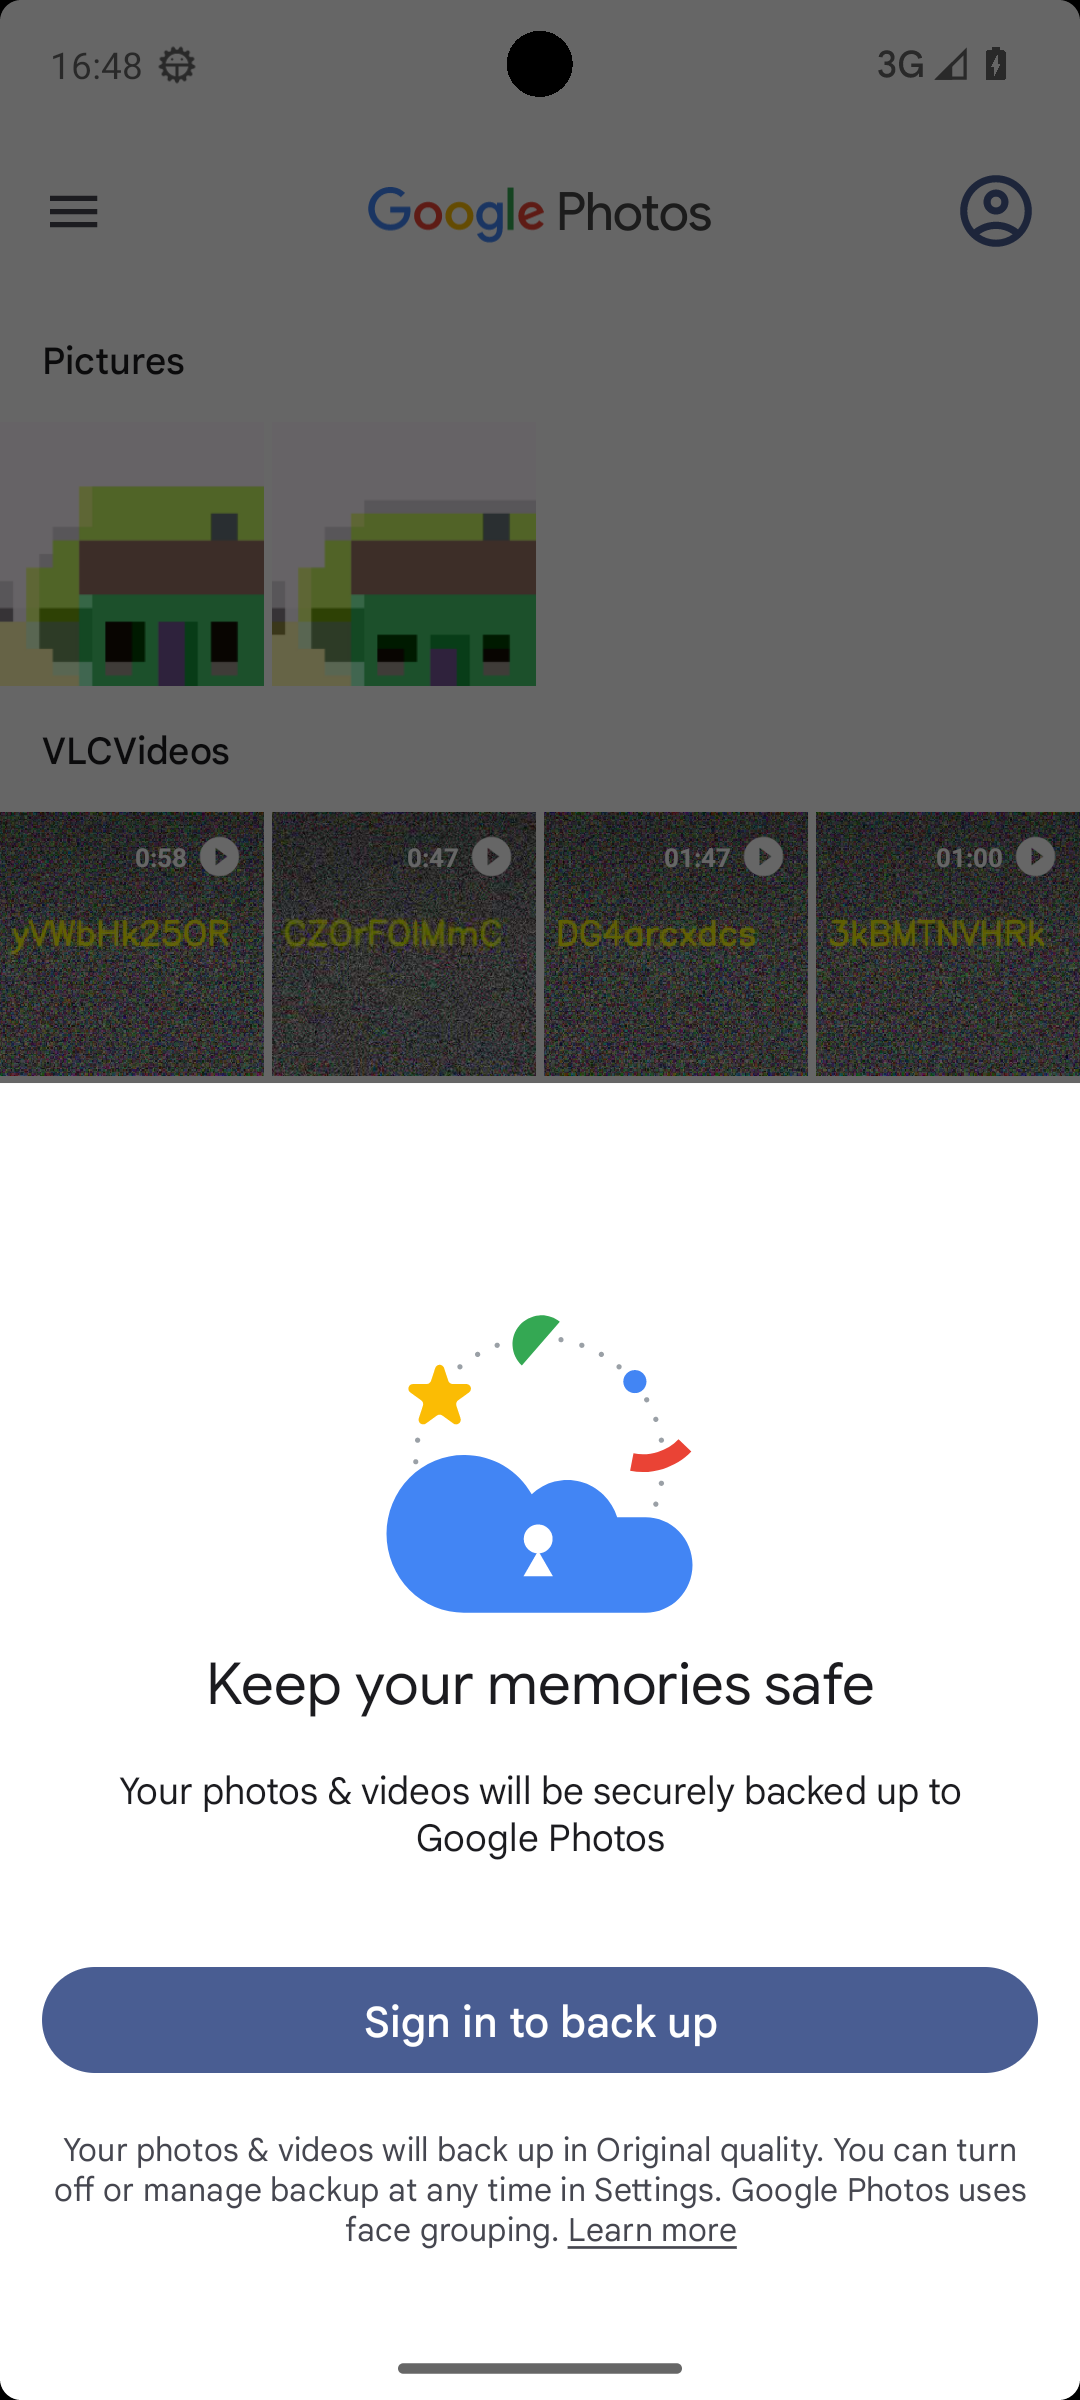 16:48
3G
Google Photos
Pictures
VLCVideos
0:58
0:47
01:47
01:00
yVWbHk25OR
CZOrFOIMmC
DG4arcxdcs
3kBMTNVHRk
Keep your memories safe
Your photos & videos will be securely backed up to
Google Photos
Sign in to back up
Your photos & videos will back up in Original quality. You can turn
off or manage backup at any time in Settings. Google Photos uses
face grouping. Learn more